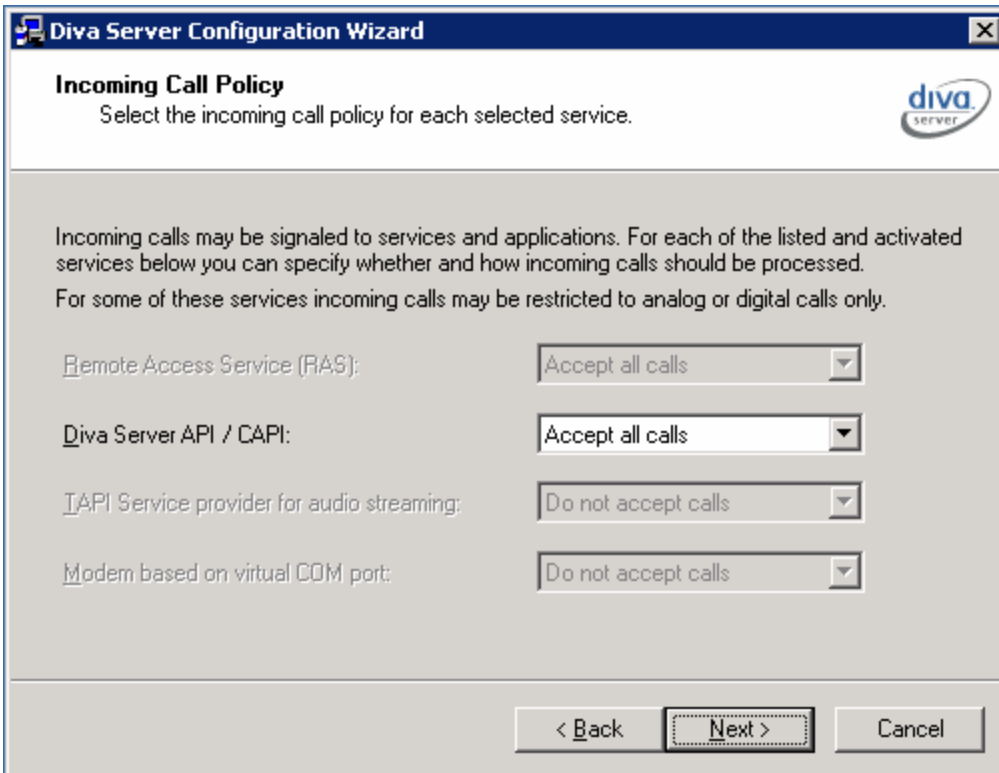 Diva Server Configuration Wizard
Incoming Call Policy
Select the incoming call policy for each selected service.
diva
server
Incoming calls may be signaled to services and applications. For each of the listed and activated
services below you can specify whether and how incoming calls should be processed.
For some of these services incoming calls may be restricted to analog or digital calls only.
Remote Access Service (RAS): Accept all calls
Diva Server API / CAPI: Accept all calls
TAPI Service provider for audio streaming: Do not accept calls
Modem based on virtual COM port: Do not accept calls
< Back Next > Cancel